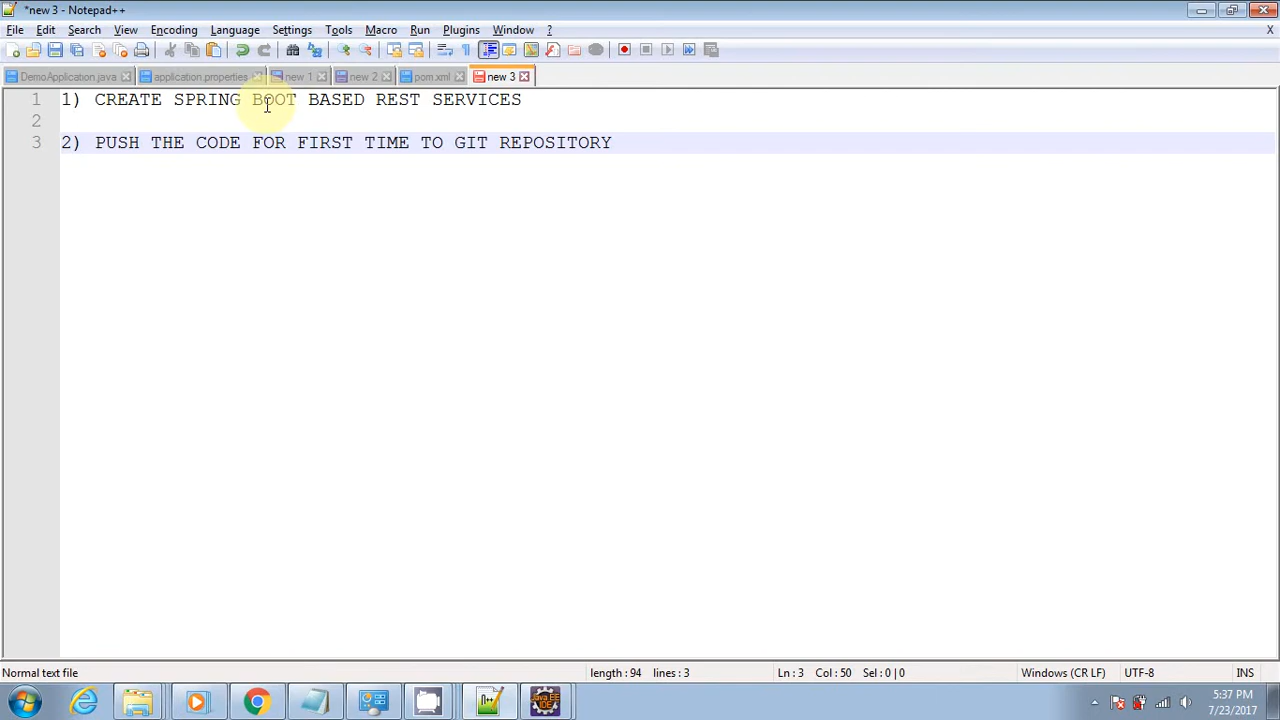 *new 3 - Notepad++
File Edit Search View Encoding Language Settings Tools Macro Run Plugins Window ? X
DemoApplication.java application.properties new 1 new 2 pom.xml new 3
1 1) CREATE SPRING BOOT BASED REST SERVICES
2
3 2) PUSH THE CODE FOR FIRST TIME TO GIT REPOSITORY
Normal text file length : 94 lines : 3 Ln : 3 Col : 50 Sel : 0 | 0 Windows (CR LF) UTF-8 INS
Java EE
IDE
5:37 PM
7/23/2017